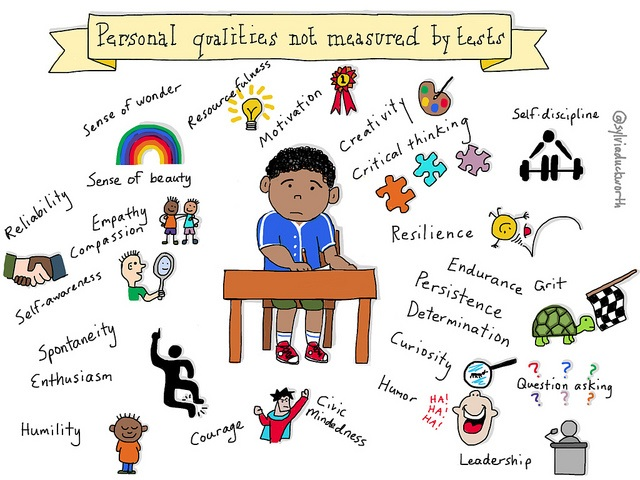 Personal qualities not measured by tests
Sense of wonder
Resourcefulness
Motivation
1
Creativity
Critical thinking
Self-discipline
@sylviaduckworth
Sense of beauty
Reliability
Empathy
Compassion
Self-awareness
Resilience
Endurance
Grit
Persistence
Determination
Spontaneity
Enthusiasm
Curiosity
? ? ?
Question asking
? ? ?
Humor
HA!
HA!
HA!
Humility
Courage
Civic
mindedness
Leadership